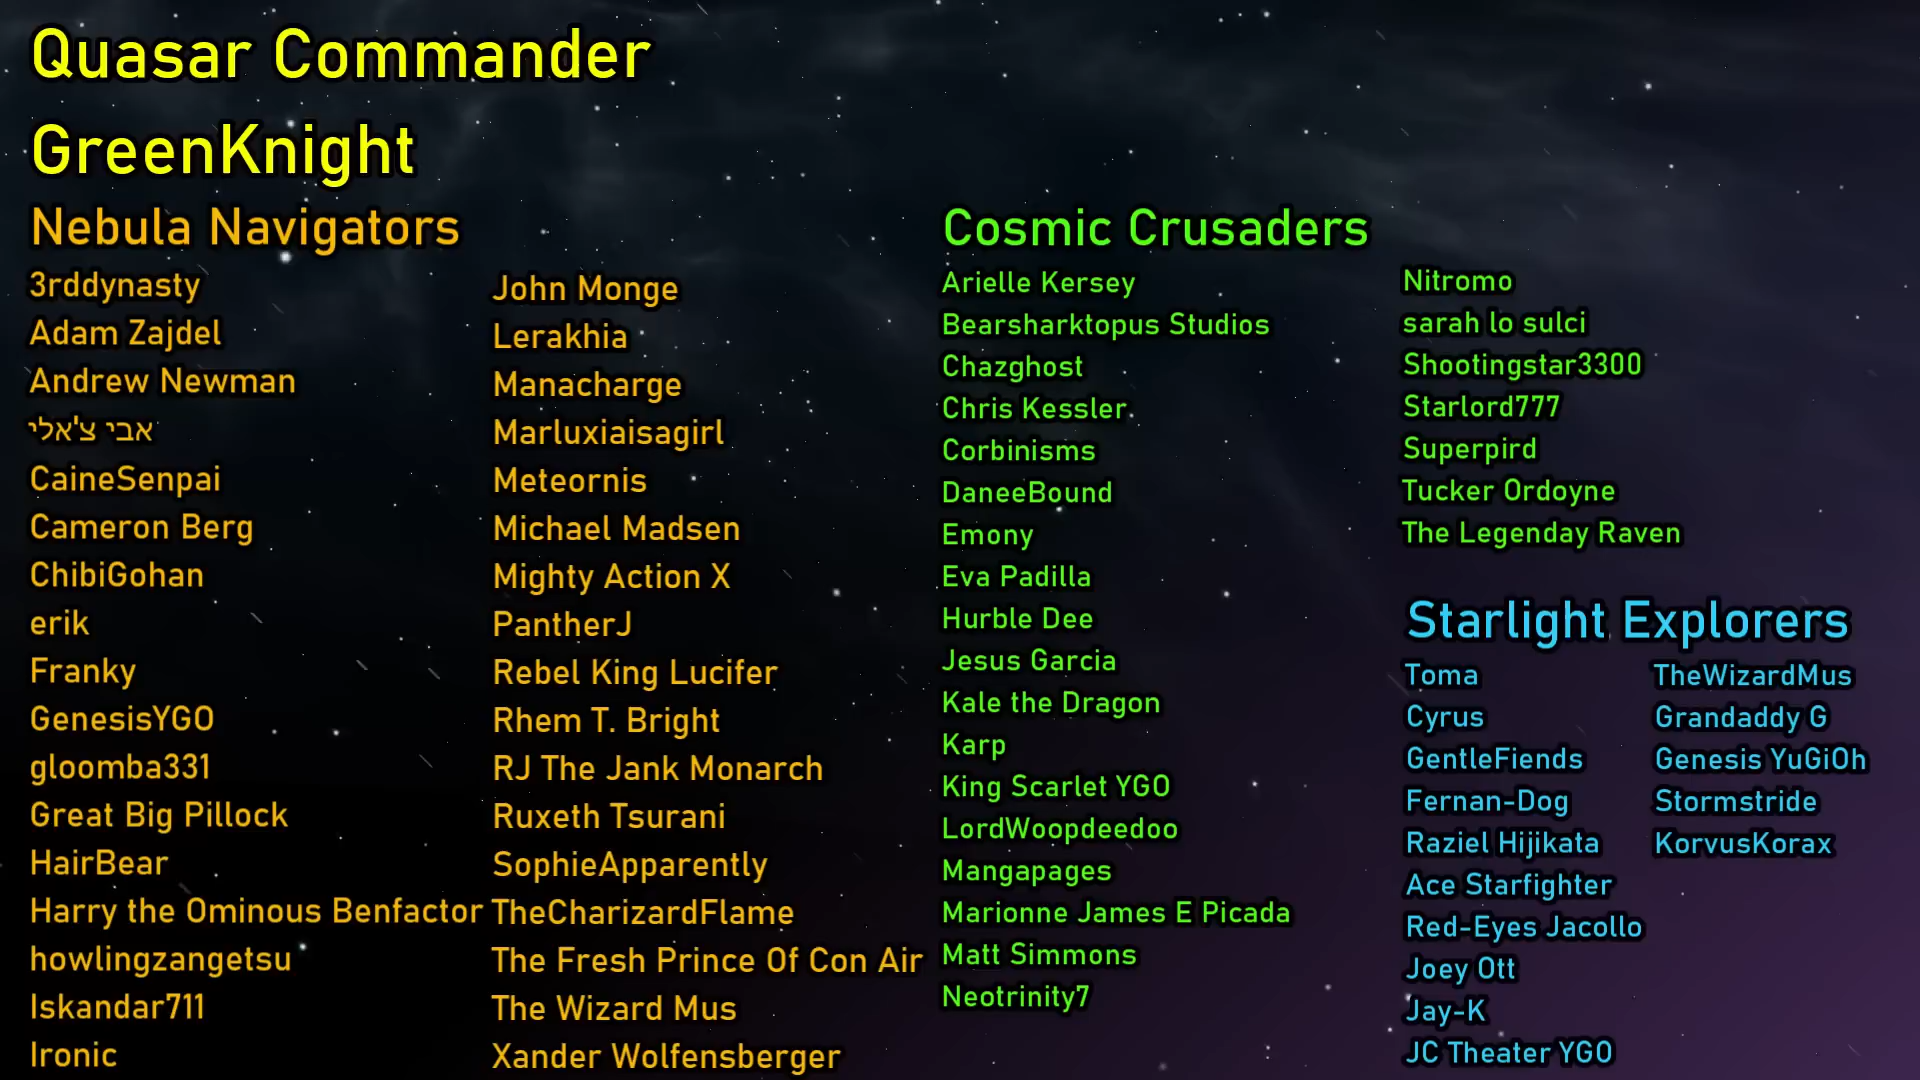 Quasar Commander
GreenKnight
Nebula Navigators
3rddynasty
Adam Zajdel
Andrew Newman
אבי צ'אלי
CaineSenpai
Cameron Berg
ChibiGohan
erik
Franky
GenesisYGO
gloomba331
Great Big Pillock
HairBear
Harry the Ominous Benfactor
howlingzangetsu
Iskandar711
Ironic
John Monge
Lerakhia
Manacharge
Marluxiaisagirl
Meteornis
Michael Madsen
Mighty Action X
PantherJ
Rebel King Lucifer
Rhem T. Bright
RJ The Jank Monarch
Ruxeth Tsurani
SophieApparently
TheCharizardFlame
The Fresh Prince Of Con Air
The Wizard Mus
Xander Wolfensberger
Cosmic Crusaders
Arielle Kersey
Bearsharktopus Studios
Chazghost
Chris Kessler
Corbinisms
DaneeBound
Emony
Eva Padilla
Hurble Dee
Jesus Garcia
Kale the Dragon
Karp
King Scarlet YGO
LordWoopdeedoo
Mangapages
Marionne James E Picada
Matt Simmons
Neotrinity7
Nitromo
sarah lo sulci
Shootingstar3300
Starlord777
Superpird
Tucker Ordoyne
The Legenday Raven
Starlight Explorers
Toma
Cyrus
GentleFiends
Fernan-Dog
Raziel Hijikata
Ace Starfighter
Red-Eyes Jacollo
Joey Ott
Jay-K
JC Theater YGO
TheWizardMus
Grandaddy G
Genesis YuGiOh
Stormstride
KorvusKorax